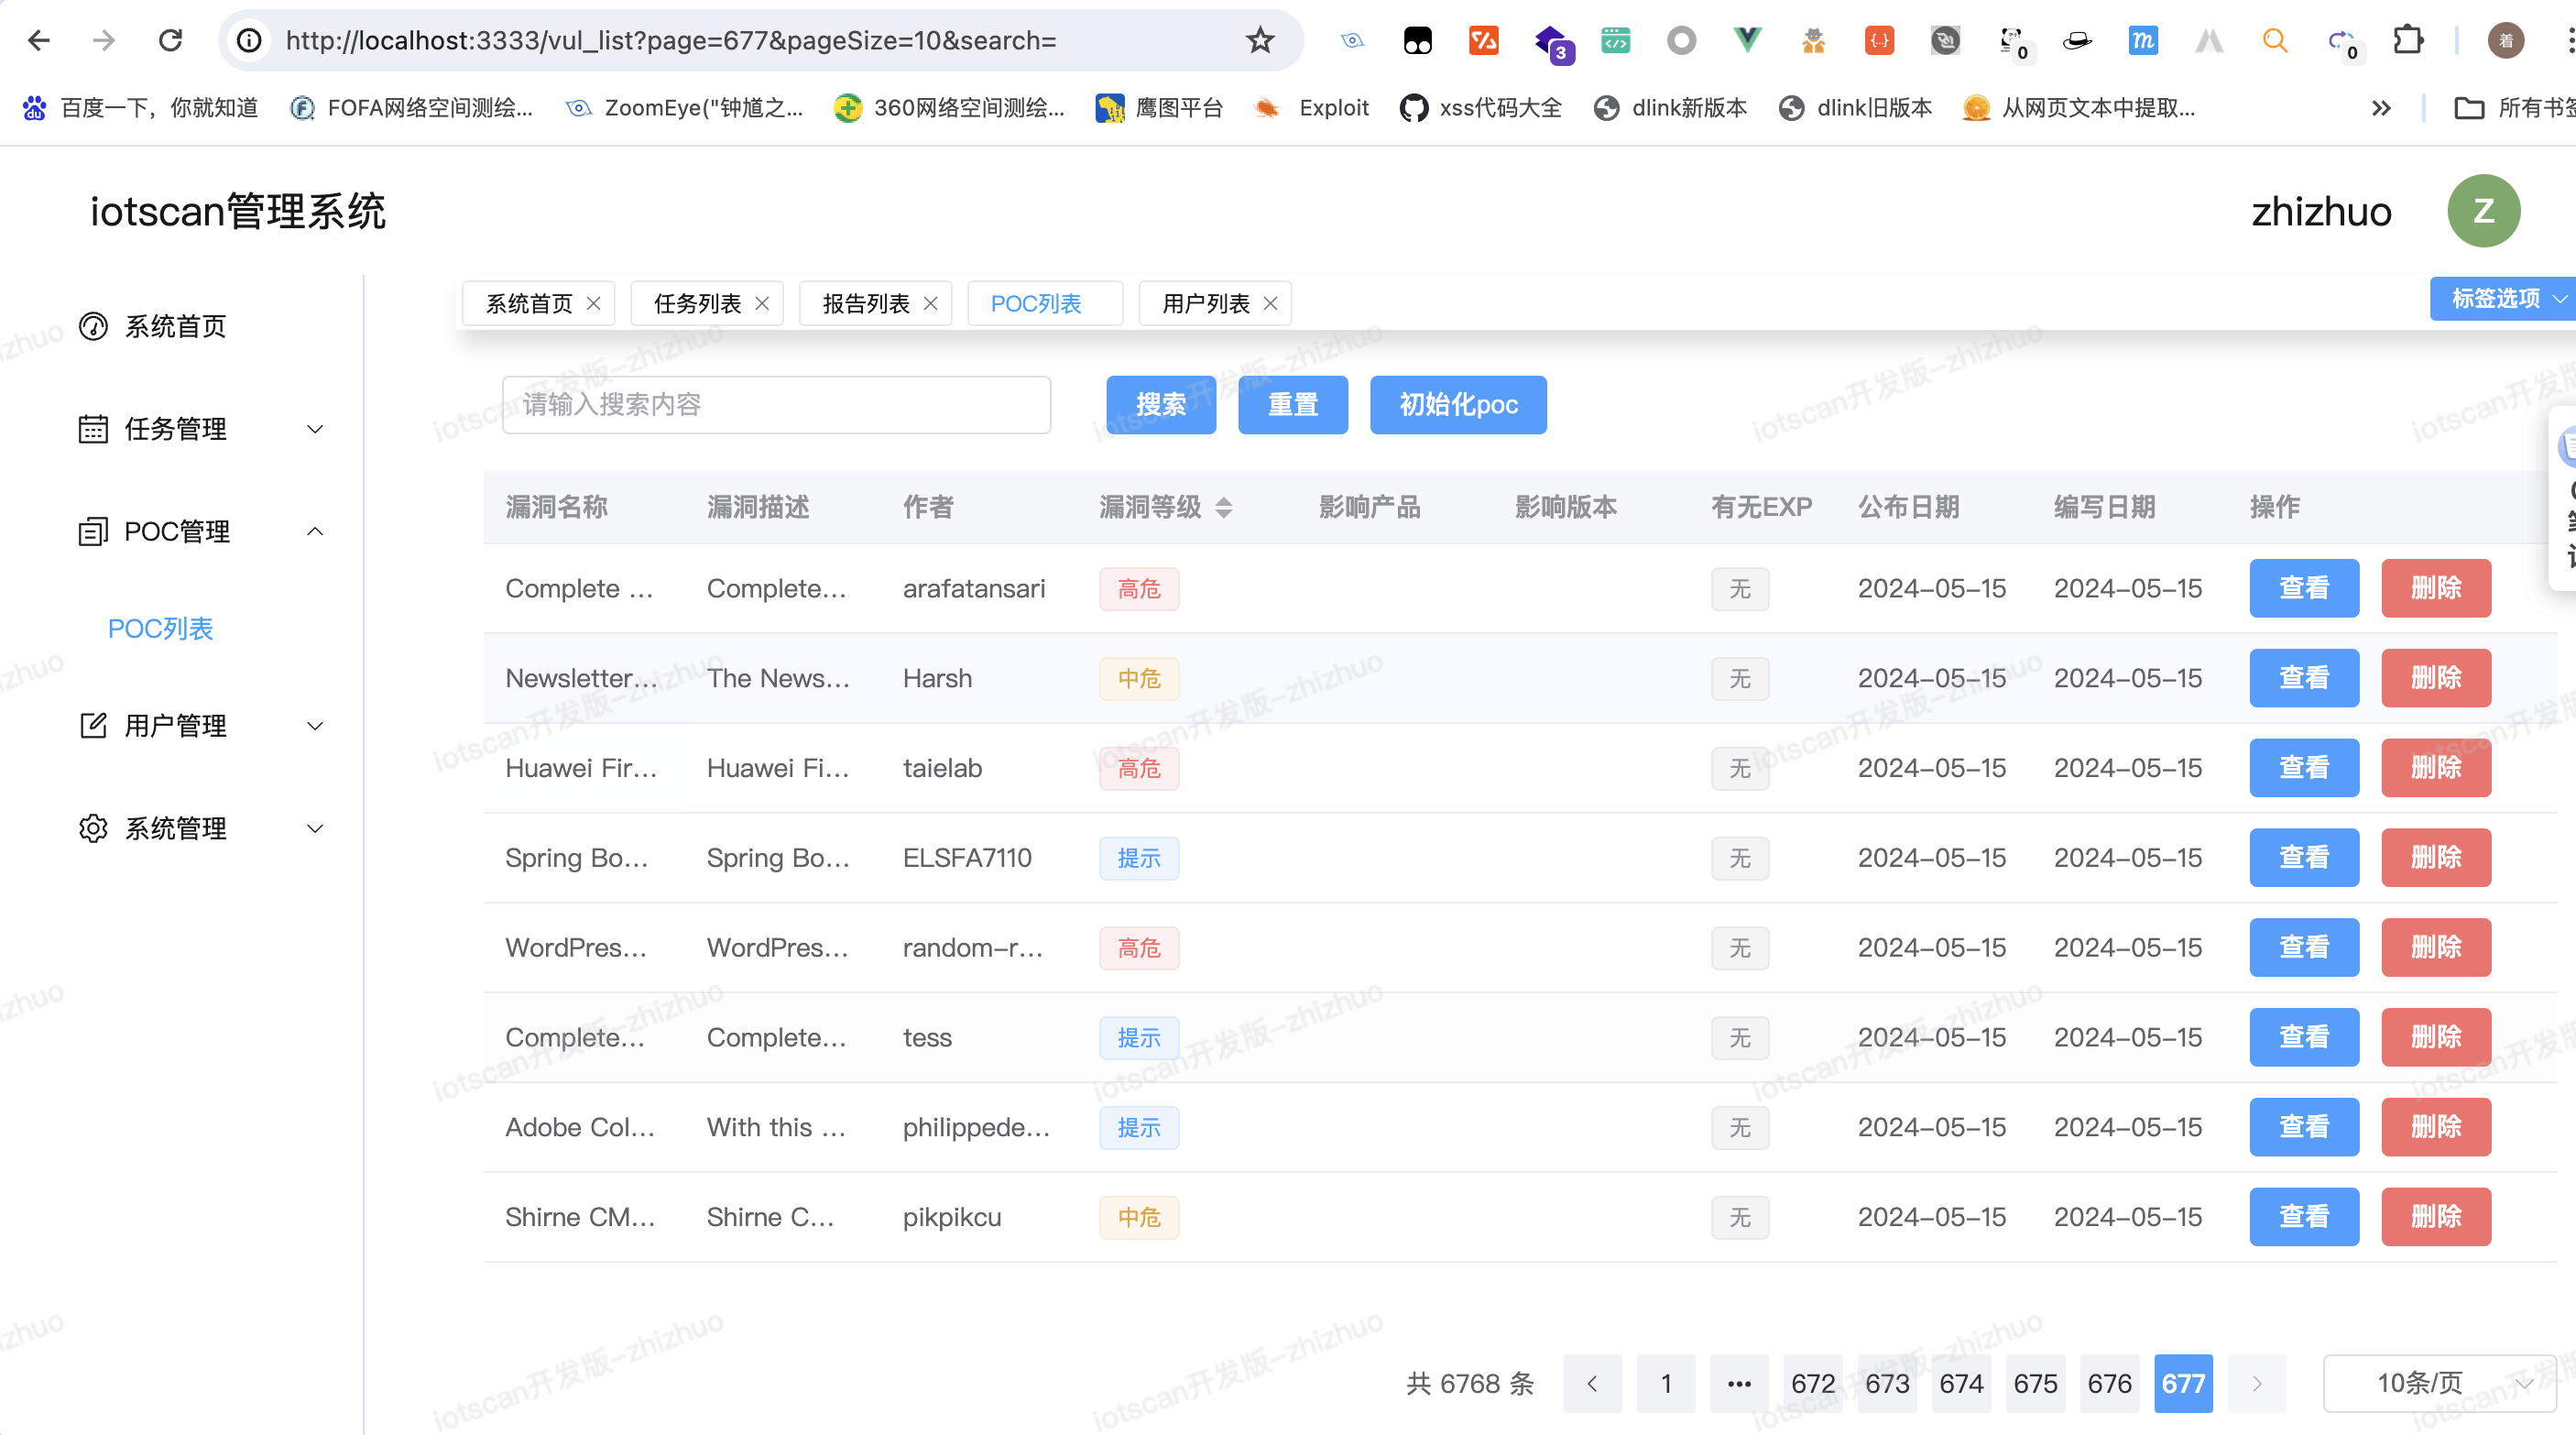 http://localhost:3333/vul_list?page=677&pageSize=10&search=
3
0
0
着
百度一下，你就知道 FOFA网络空间测绘... ZoomEye("钟馗之... 360网络空间测绘... 鹰图平台 Exploit xss代码大全 dlink新版本 dlink旧版本 从网页文本中提取... » 所有书签
iotscan管理系统
zhizhuo
Z
系统首页
任务管理
POC管理
POC列表
用户管理
系统管理
系统首页 任务列表 报告列表 POC列表 用户列表
标签选项
请输入搜索内容 搜索 重置 初始化poc
漏洞名称 漏洞描述 作者 漏洞等级 影响产品 影响版本 有无EXP 公布日期 编写日期 操作
Complete ... Complete... arafatansari 高危 无 2024-05-15 2024-05-15 查看 删除
Newsletter... The News... Harsh 中危 无 2024-05-15 2024-05-15 查看 删除
Huawei Fir... Huawei Fi... taielab 高危 无 2024-05-15 2024-05-15 查看 删除
Spring Bo... Spring Bo... ELSFA7110 提示 无 2024-05-15 2024-05-15 查看 删除
WordPres... WordPres... random-r... 高危 无 2024-05-15 2024-05-15 查看 删除
Complete... Complete... tess 提示 无 2024-05-15 2024-05-15 查看 删除
Adobe Col... With this ... philippede... 提示 无 2024-05-15 2024-05-15 查看 删除
Shirne CM... Shirne C... pikpikcu 中危 无 2024-05-15 2024-05-15 查看 删除
共 6768 条 1 ••• 672 673 674 675 676 677 10条/页
iotscan开发版-zhizhuo